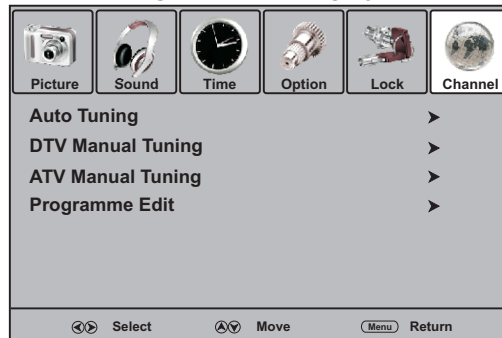 Picture Sound Time Option Lock Channel
Auto Tuning
DTV Manual Tuning
ATV Manual Tuning
Programme Edit
Select Move Menu Return